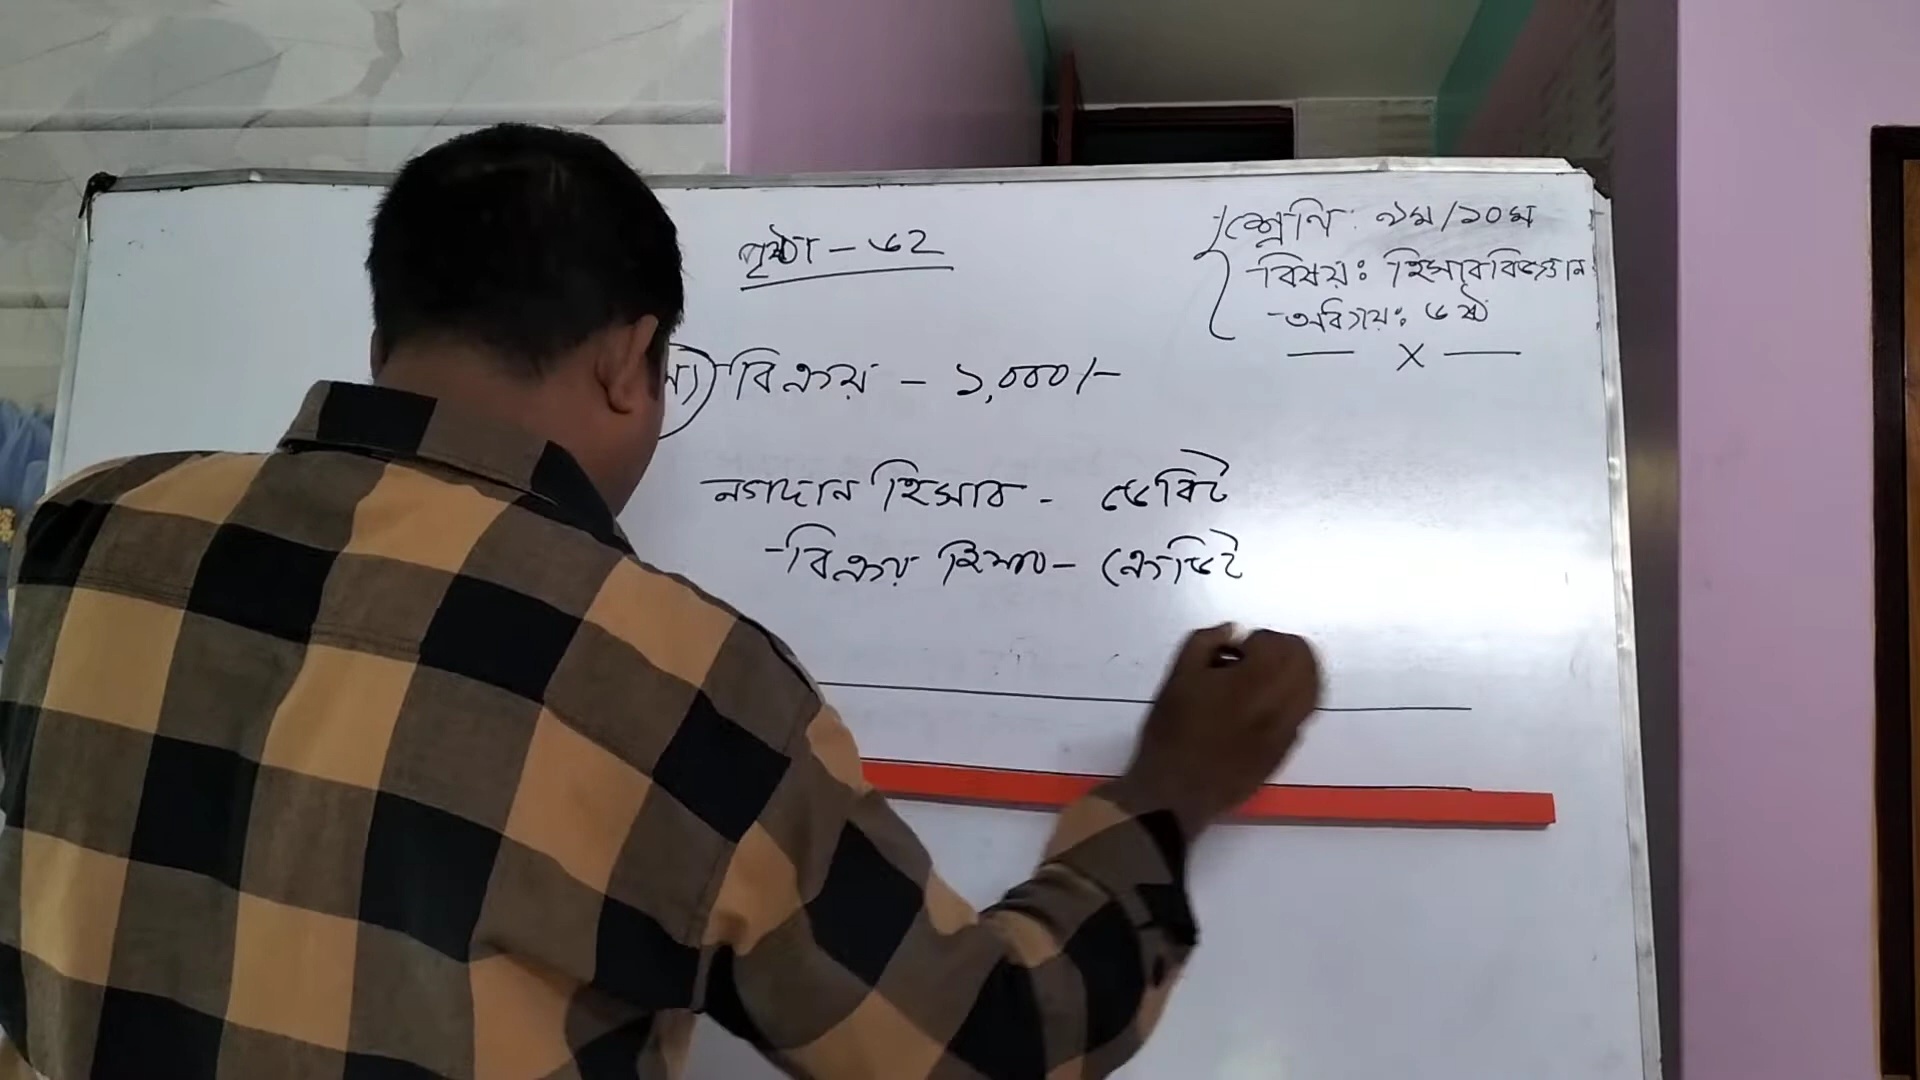 পৃষ্ঠা - ৬২
শ্রেণি: ৯ম/১০ম
বিষয়: হিসাববিজ্ঞান
অধ্যায়: ৬ষ্ঠ
— X —
বিক্রয় - ১,০০০/-
নগদান হিসাব - ডেবিট
-বিক্রয় হিসাব - ক্রেডিট